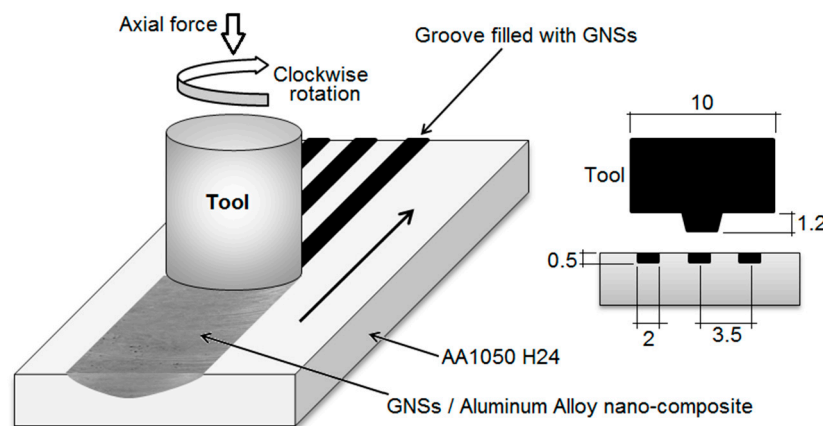 Axial force
Clockwise
rotation
Groove filled with GNSs
Tool
10
Tool
1.2
0.5
2
3.5
AA1050 H24
GNSs / Aluminum Alloy nano-composite